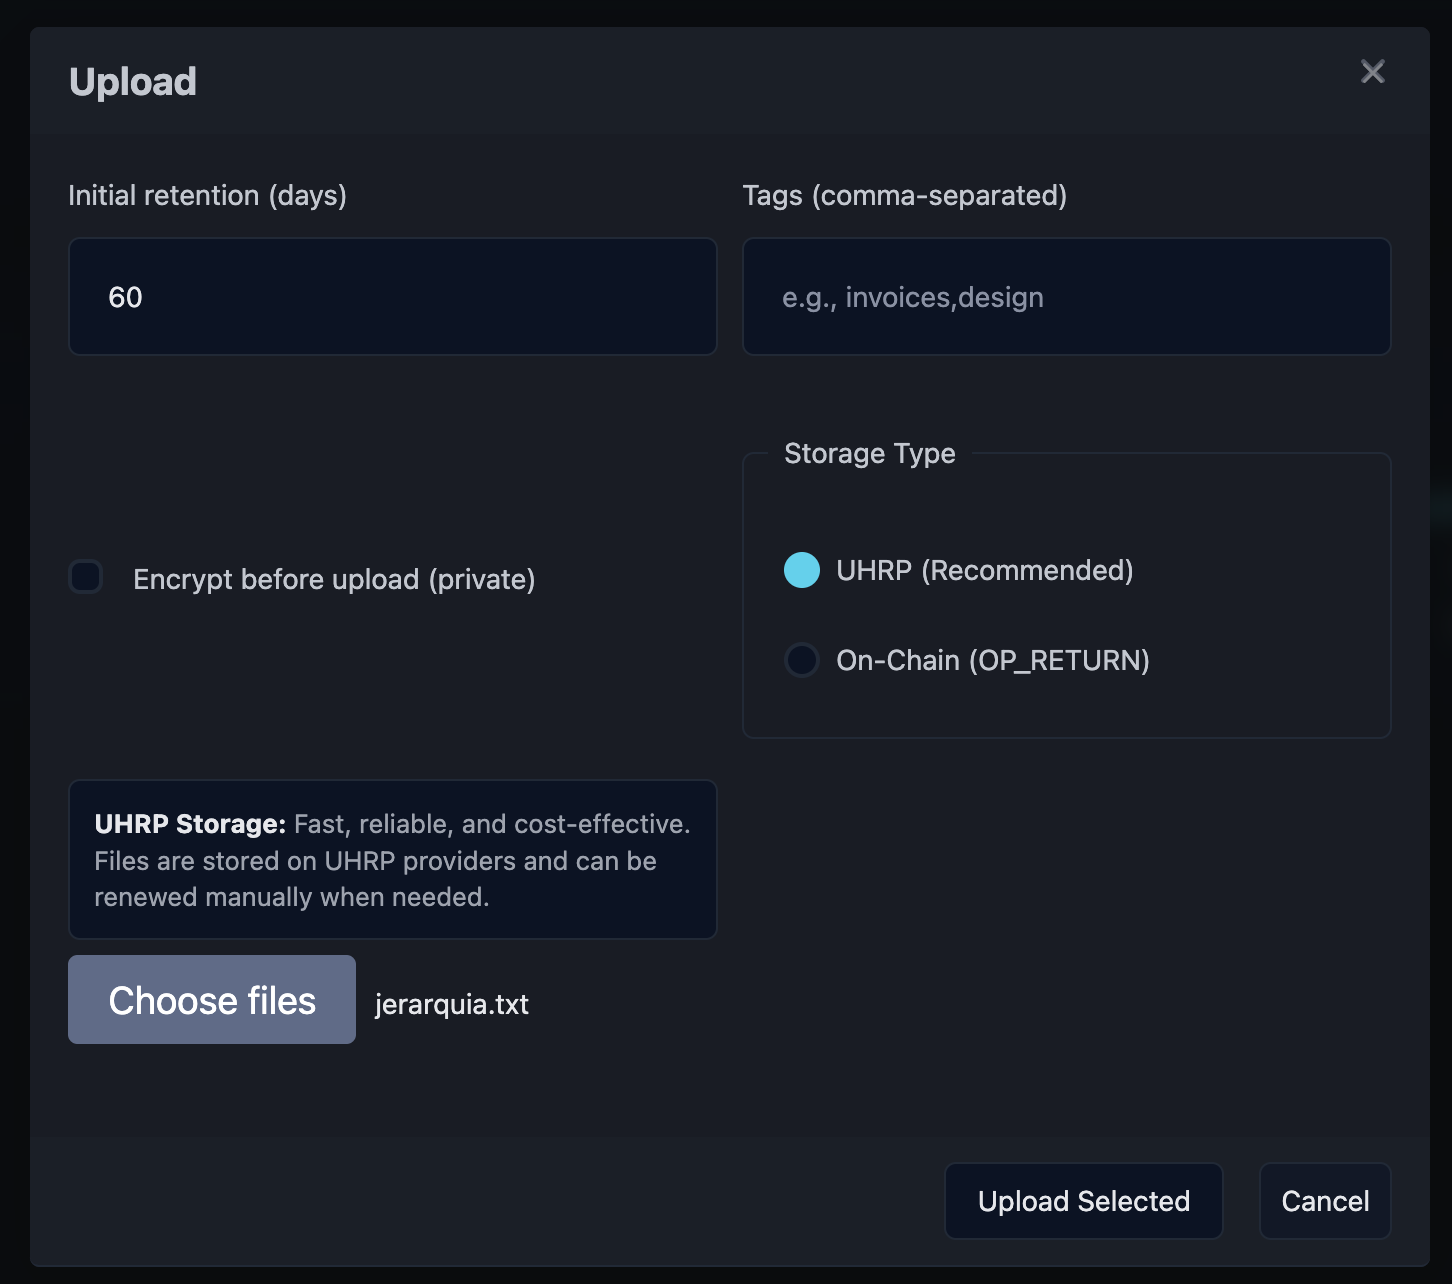 Upload
Initial retention (days)
60
Tags (comma-separated)
e.g., invoices,design
Encrypt before upload (private)
Storage Type
UHRP (Recommended)
On-Chain (OP_RETURN)
UHRP Storage: Fast, reliable, and cost-effective.
Files are stored on UHRP providers and can be
renewed manually when needed.
Choose files jerarquia.txt
Upload Selected
Cancel